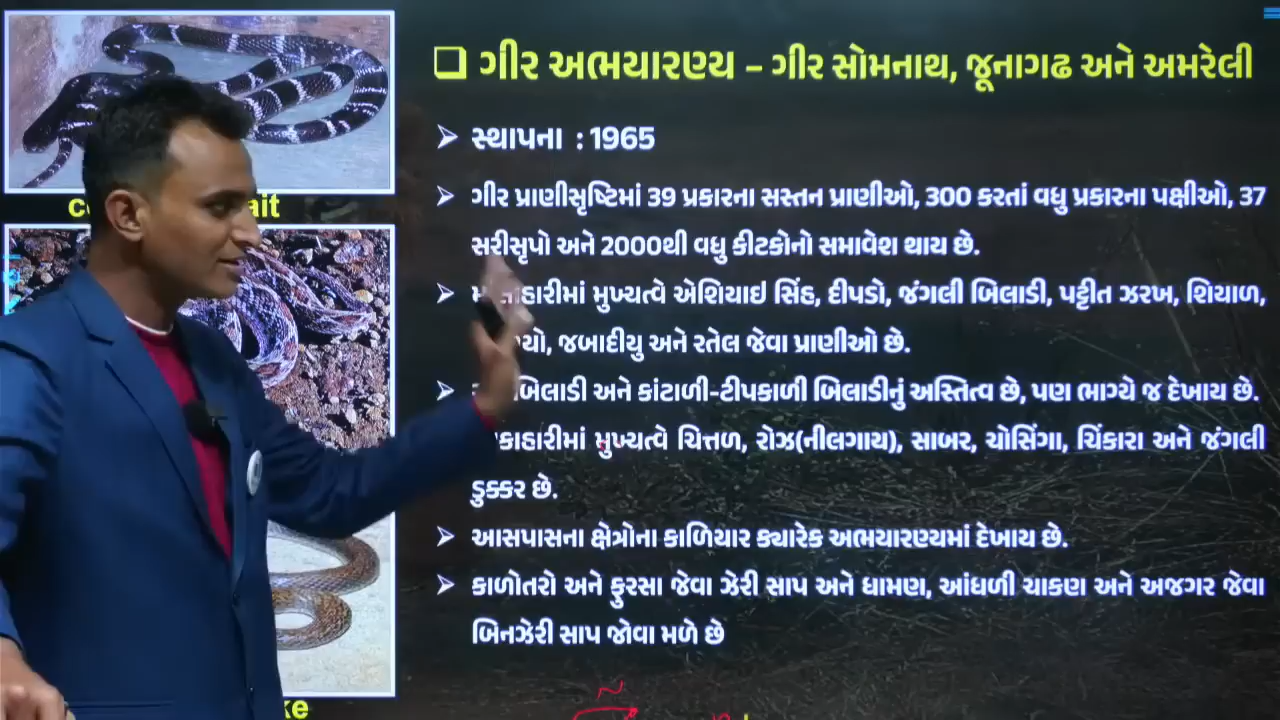 ❑ ગીર અભયારણ્ય – ગીર સોમનાથ, જૂનાગઢ અને અમરેલી
➤ સ્થાપના : 1965
➤ ગીર પ્રાણીસૃષ્ટિમાં 39 પ્રકારના સસ્તન પ્રાણીઓ, 300 કરતાં વધુ પ્રકારના પક્ષીઓ, 37
સરીસૃપો અને 2000થી વધુ કીટકોનો સમાવેશ થાય છે.
➤ મુખ્યત્વે એશિયાઇ સિંહ, દીપડો, જંગલી બિલાડી, પટ્ટીત ઝરખ, શિયાળ,
જબાદીયુ અને રતેલ જેવા પ્રાણીઓ છે.
➤ બિલાડી અને કાંટાળી-ટીપકાળી બિલાડીનું અસ્તિત્વ છે, પણ ભાગ્યે જ દેખાય છે.
➤ મુખ્યત્વે ચિત્તળ, રોઝ(નીલગાય), સાબર, ચોસિંગા, ચિંકારા અને જંગલી
ડુક્કર છે.
➤ આસપાસના ક્ષેત્રોના કાળિયાર ક્યારેક અભયારણ્યમાં દેખાય છે.
➤ કાળોતરો અને ફુરસા જેવા ઝેરી સાપ અને ધામણ, આંધળી ચાકણ અને અજગર જેવા
બિનઝેરી સાપ જોવા મળે છે